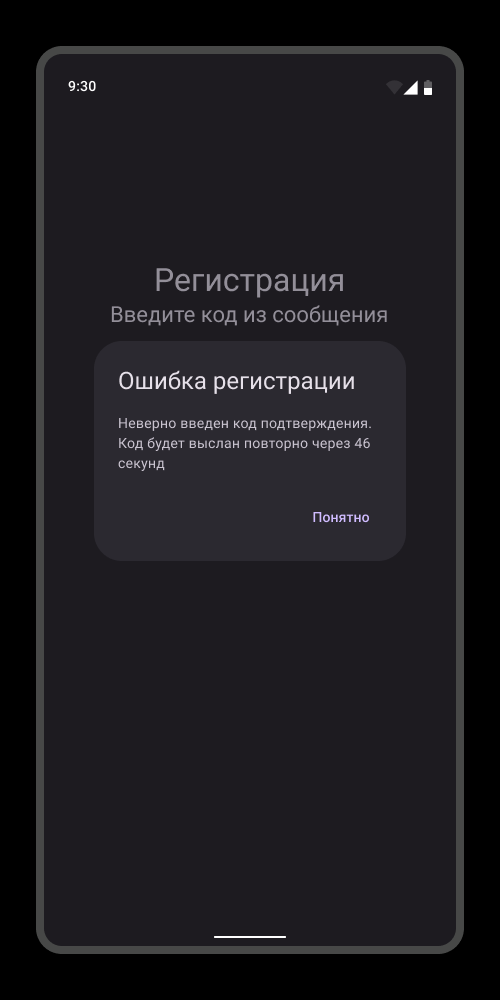 9:30
Регистрация
Введите код из сообщения
Ошибка регистрации
Неверно введен код подтверждения.
Код будет выслан повторно через 46
секунд
Понятно